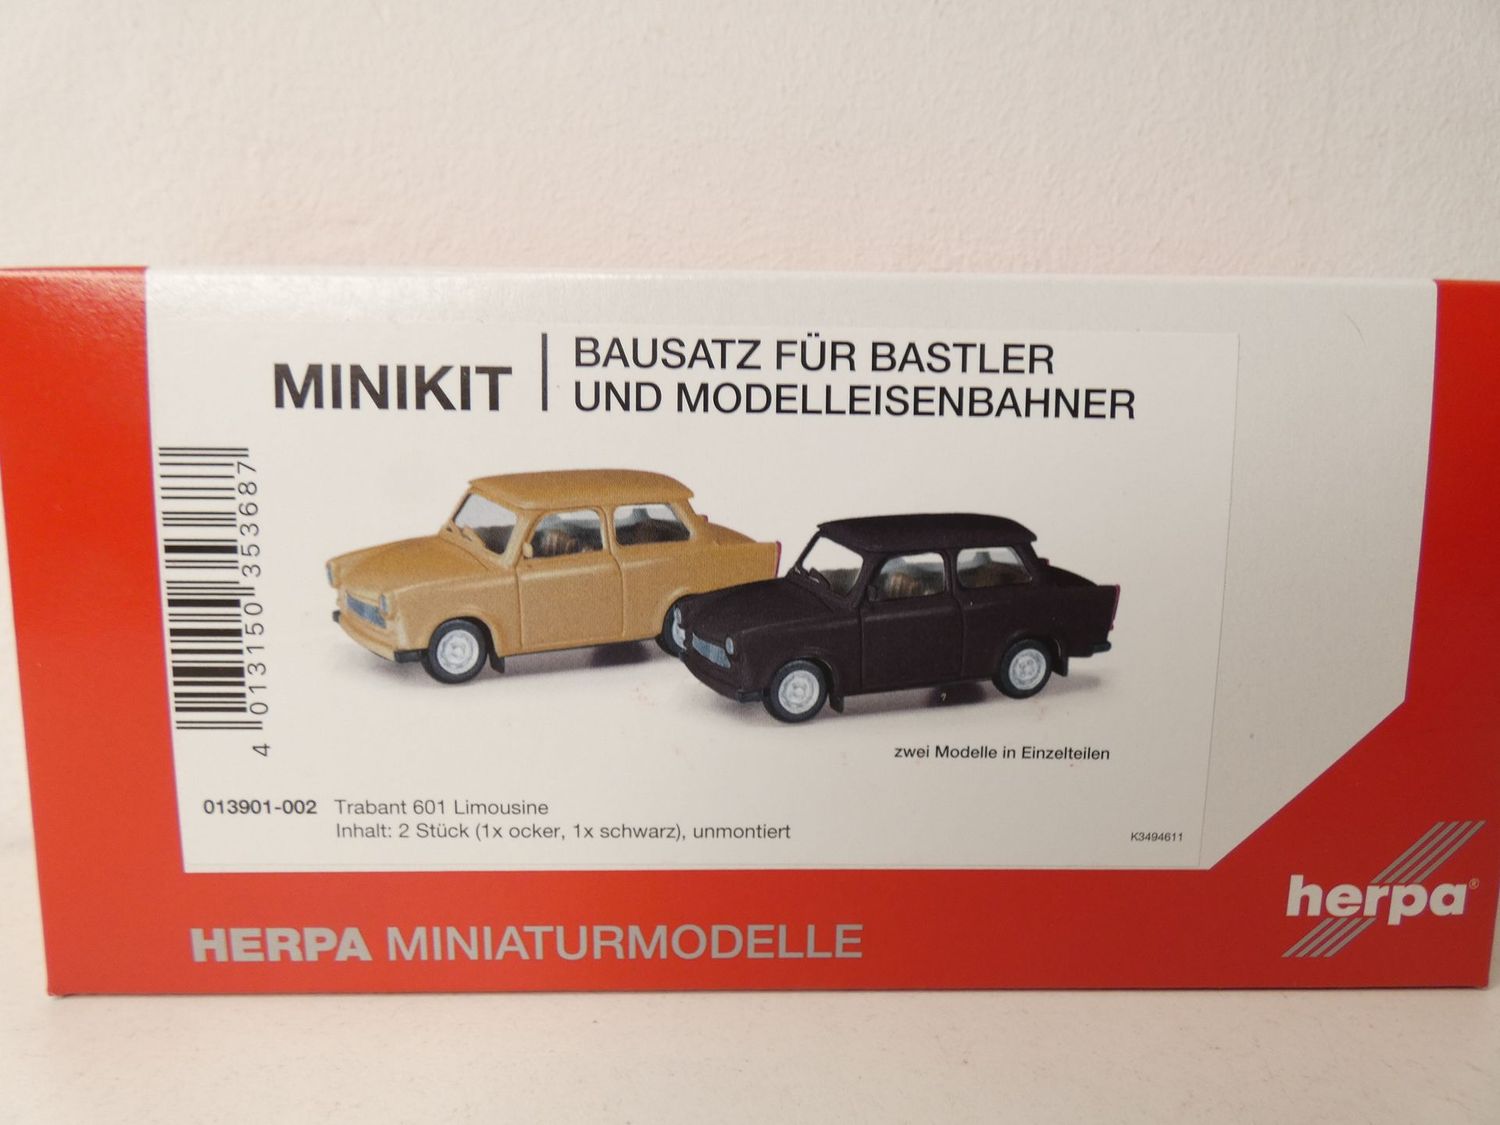 MINIKIT
BAUSATZ FÜR BASTLER
UND MODELLEISENBAHNER
4 013150 353687
zwei Modelle in Einzelteilen
013901-002 Trabant 601 Limousine
Inhalt: 2 Stück (1x ocker, 1x schwarz), unmontiert
K3494611
herpa®
HERPA MINIATURMODELLE